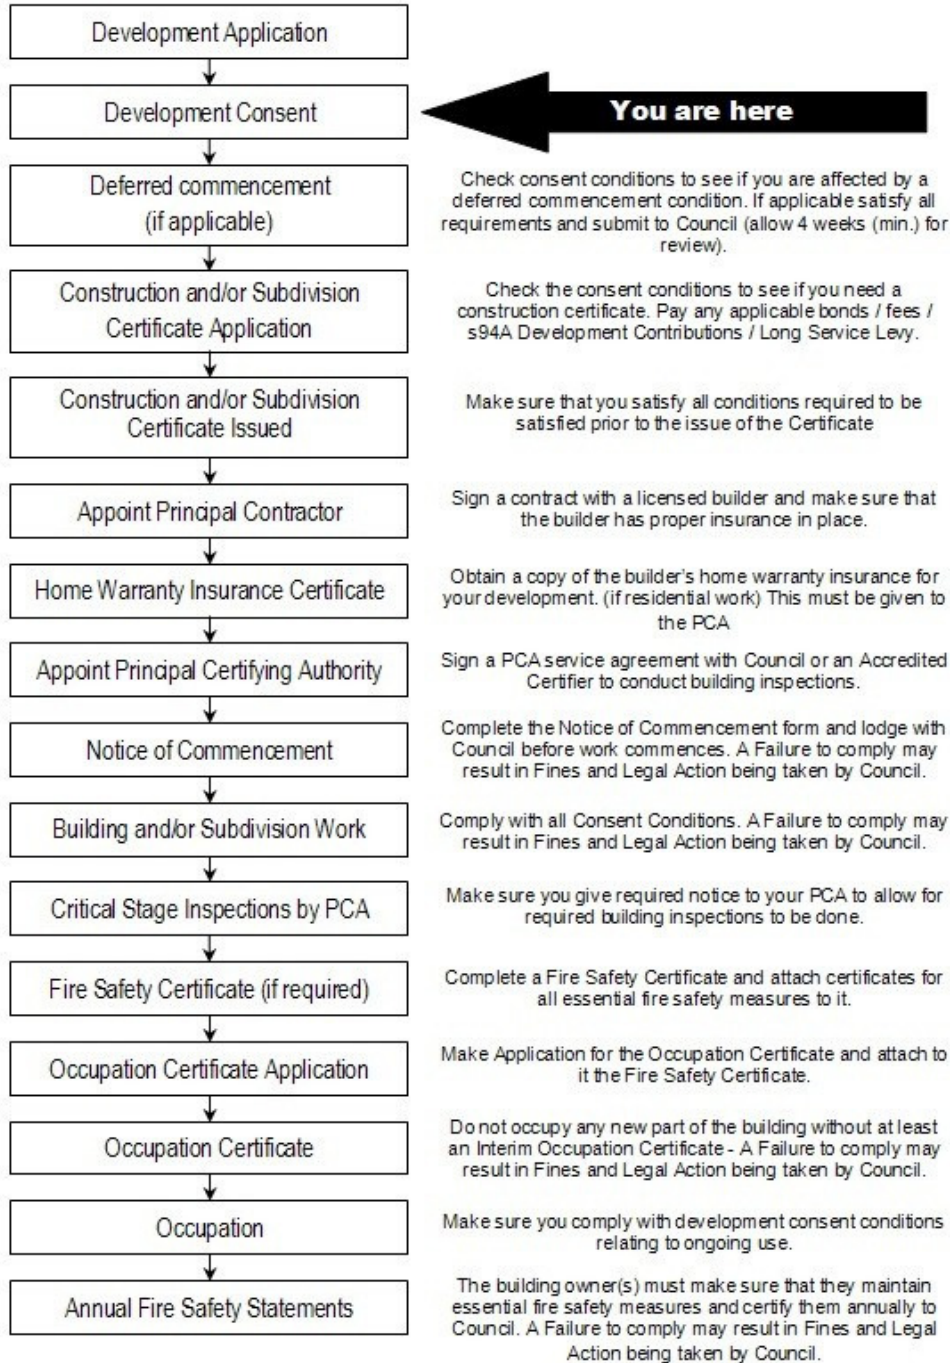 Development Application
Development Consent
You are here
Deferred commencement
(if applicable)
Check consent conditions to see if you are affected by a
deferred commencement condition. If applicable satisfy all
requirements and submit to Council (allow 4 weeks (min.) for
review).
Construction and/or Subdivision
Certificate Application
Check the consent conditions to see if you need a
construction certificate. Pay any applicable bonds / fees /
s94A Development Contributions / Long Service Levy.
Construction and/or Subdivision
Certificate Issued
Make sure that you satisfy all conditions required to be
satisfied prior to the issue of the Certificate
Appoint Principal Contractor
Sign a contract with a licensed builder and make sure that
the builder has proper insurance in place.
Home Warranty Insurance Certificate
Obtain a copy of the builder's home warranty insurance for
your development. (if residential work) This must be given to
the PCA
Appoint Principal Certifying Authority
Sign a PCA service agreement with Council or an Accredited
Certifier to conduct building inspections.
Notice of Commencement
Complete the Notice of Commencement form and lodge with
Council before work commences. A Failure to comply may
result in Fines and Legal Action being taken by Council.
Building and/or Subdivision Work
Comply with all Consent Conditions. A Failure to comply may
result in Fines and Legal Action being taken by Council.
Critical Stage Inspections by PCA
Make sure you give required notice to your PCA to allow for
required building inspections to be done.
Fire Safety Certificate (if required)
Complete a Fire Safety Certificate and attach certificates for
all essential fire safety measures to it.
Occupation Certificate Application
Make Application for the Occupation Certificate and attach to
it the Fire Safety Certificate.
Occupation Certificate
Do not occupy any new part of the building without at least
an Interim Occupation Certificate - A Failure to comply may
result in Fines and Legal Action being taken by Council.
Occupation
Make sure you comply with development consent conditions
relating to ongoing use.
Annual Fire Safety Statements
The building owner(s) must make sure that they maintain
essential fire safety measures and certify them annually to
Council. A Failure to comply may result in Fines and Legal
Action being taken by Council.